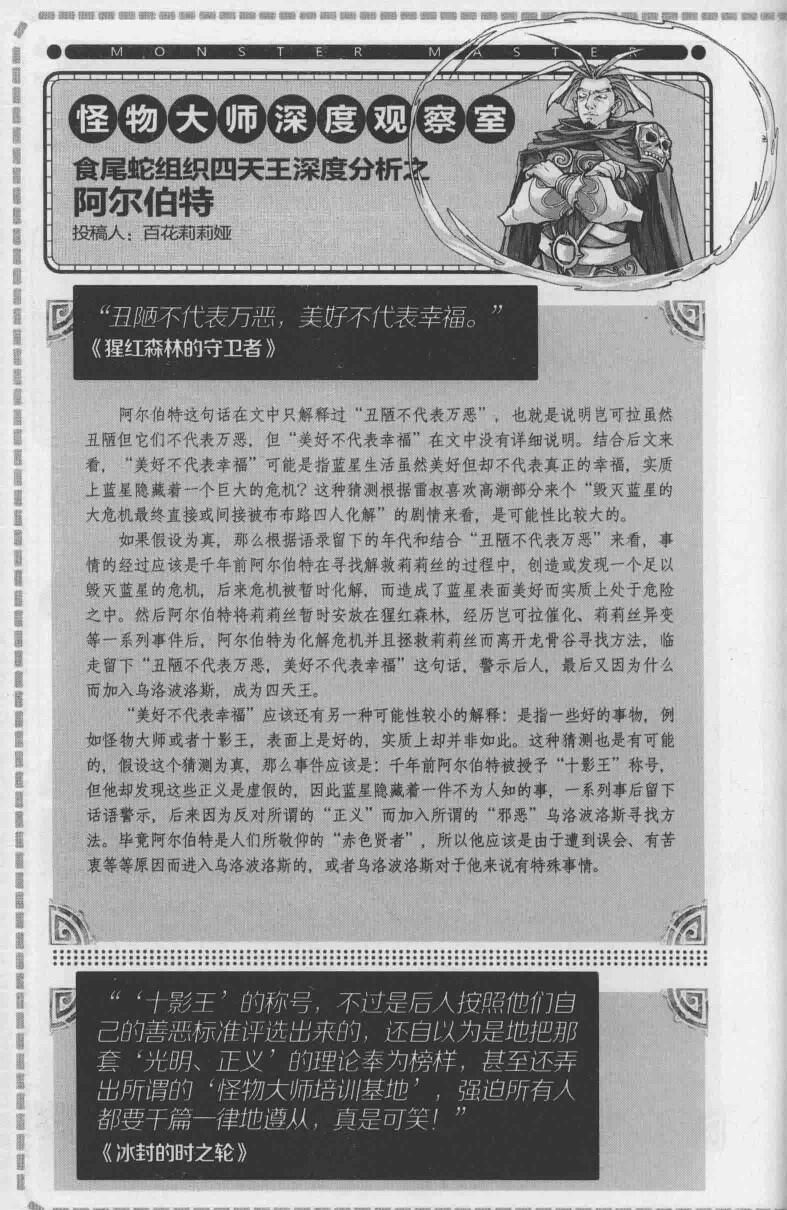 MONSTER MASTER
怪物大师深度观察室
食尾蛇组织四天王深度分析之
阿尔伯特
投稿人：百花莉莉娅
“丑陋不代表万恶，美好不代表幸福。”
《猩红森林的守卫者》
阿尔伯特这句话在文中只解释过“丑陋不代表万恶”，也就是说明岂可拉虽然
丑陋但它们不代表万恶，但“美好不代表幸福”在文中没有详细说明。结合后文来
看，“美好不代表幸福”可能是指蓝星生活虽然美好但却不代表真正的幸福，实质
上蓝星隐藏着一个巨大的危机？这种猜测根据雷叔喜欢高潮部分来个“毁灭蓝星的
大危机最终直接或间接被布布路四人化解”的剧情来看，是可能性比较大的。
如果假设为真，那么根据语录留下的年代和结合“丑陋不代表万恶”来看，事
情的经过应该是千年前阿尔伯特在寻找解救莉莉丝的过程中，创造或发现一个足以
毁灭蓝星的危机，后来危机被暂时化解，而造成了蓝星表面美好而实质上处于危险
之中。然后阿尔伯特将莉莉丝暂时安放在猩红森林，经历岂可拉催化、莉莉丝异变
等一系列事件后，阿尔伯特为化解危机并且拯救莉莉丝而离开龙骨谷寻找方法，临
走留下“丑陋不代表万恶，美好不代表幸福”这句话，警示后人，最后又因为什么
而加入乌洛波洛斯，成为四天王。
“美好不代表幸福”应该还有另一种可能性较小的解释：是指一些好的事物，例
如怪物大师或者十影王，表面上是好的，实质上却并非如此。这种猜测也是有可能
的，假设这个猜测为真，那么事件应该是：千年前阿尔伯特被授予“十影王”称号，
但他却发现这些正义是虚假的，因此蓝星隐藏着一件不为人知的事，一系列事后留下
话语警示，后来因为反对所谓的“正义”而加入所谓的“邪恶”乌洛波洛斯寻找方
法。毕竟阿尔伯特是人们所敬仰的“赤色贤者”，所以他应该是由于遭到误会、有苦
衷等等原因而进入乌洛波洛斯的，或者乌洛波洛斯对于他来说有特殊事情。
“‘十影王’的称号，不过是后人按照他们自
己的善恶标准评选出来的，还自以为是地把那
套‘光明、正义’的理论奉为榜样，甚至还弄
出所谓的‘怪物大师培训基地’，强迫所有人
都要千篇一律地遵从，真是可笑！”
《冰封的时之轮》